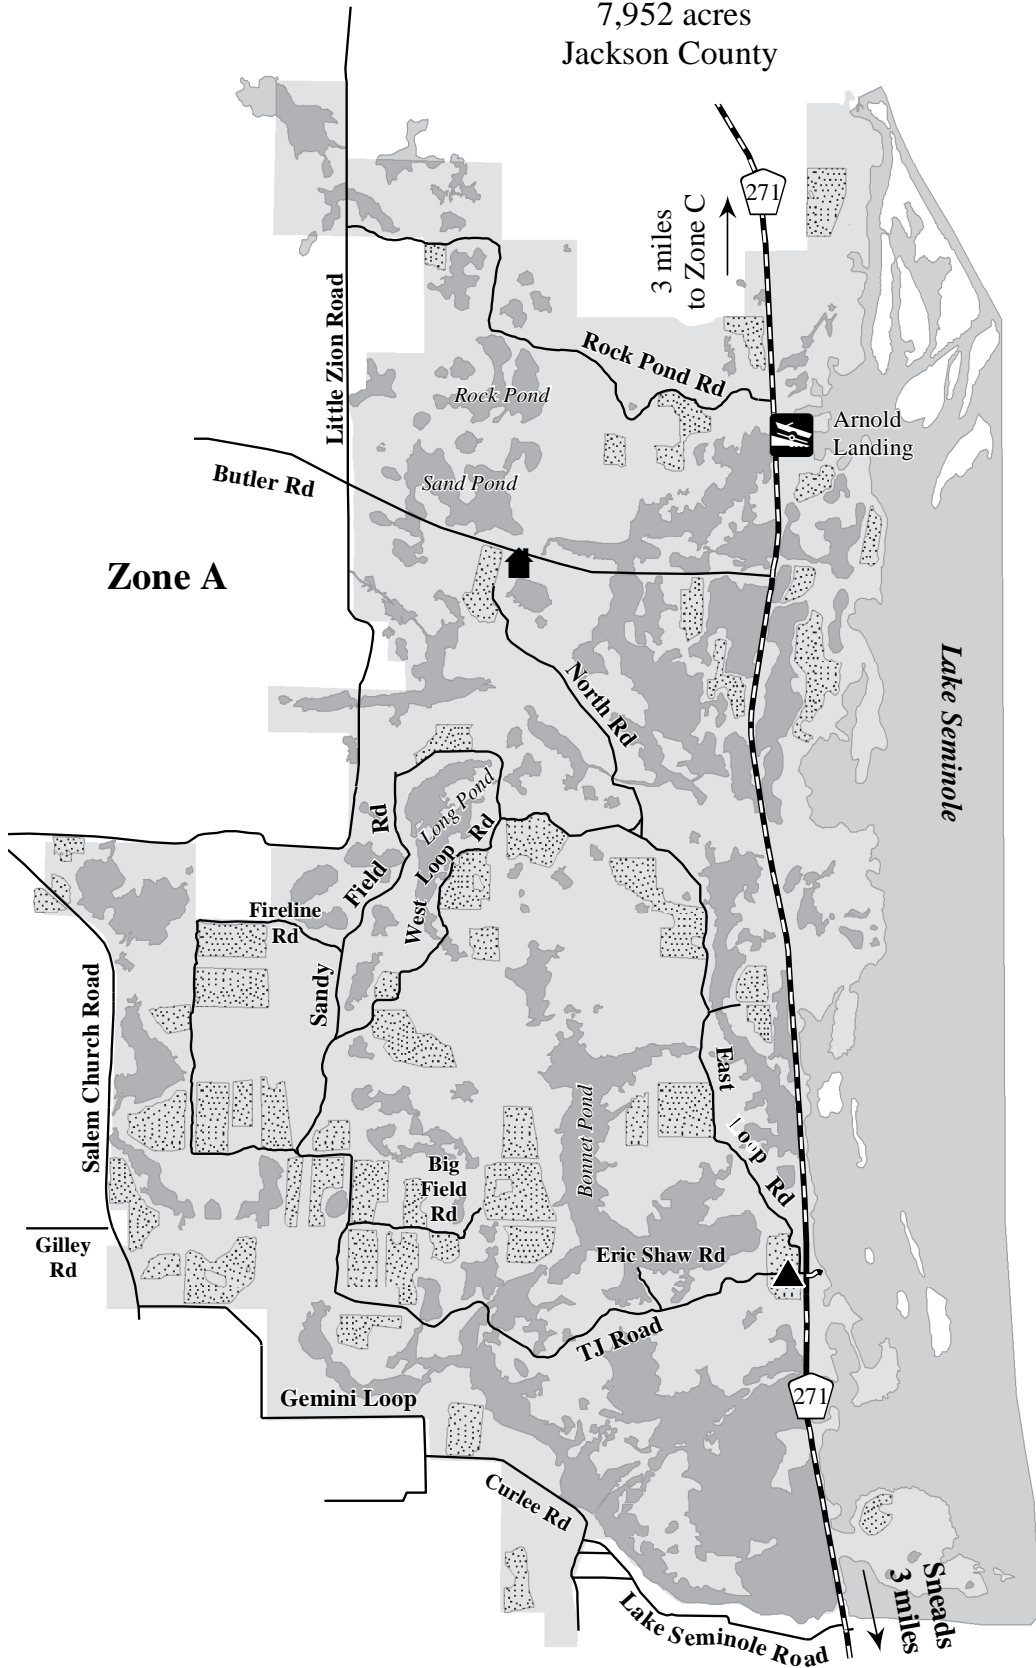 7,952 acres
Jackson County
271
3 miles
to Zone C
Little Zion Road
Rock Pond Rd
Rock Pond
Arnold
Landing
Butler Rd
Sand Pond
Zone A
Lake Seminole
North Rd
Long Pond
Sandy Field Rd
West Loop Rd
Fireline
Rd
Salem Church Road
East Loop Rd
Bonnet Pond
Big
Field
Rd
Gilley
Rd
Eric Shaw Rd
TJ Road
Gemini Loop
271
Curlee Rd
Sneads
3 miles
Lake Seminole Road